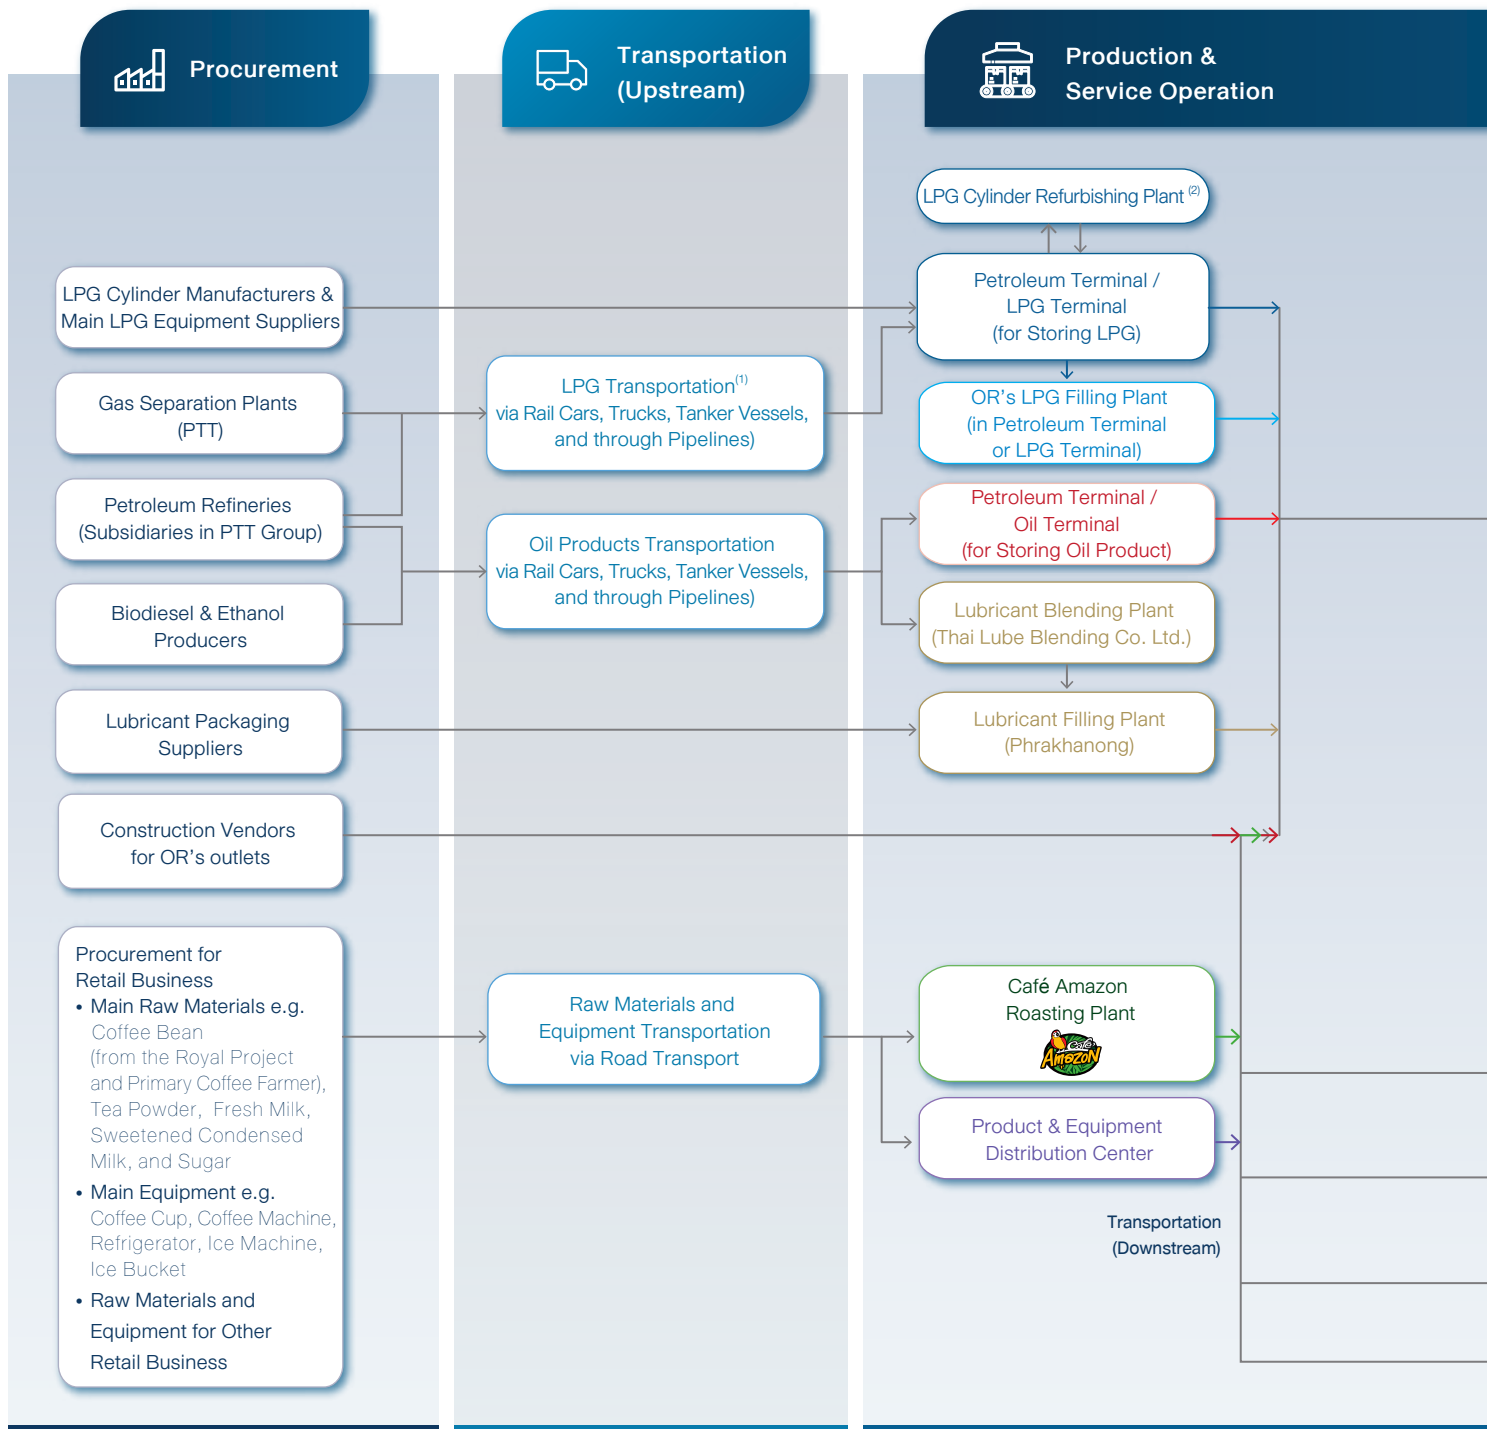 Procurement
Transportation
(Upstream)
Production &
Service Operation
LPG Cylinder Manufacturers &
Main LPG Equipment Suppliers
Gas Separation Plants
(PTT)
Petroleum Refineries
(Subsidiaries in PTT Group)
Biodiesel & Ethanol
Producers
Lubricant Packaging
Suppliers
Construction Vendors
for OR's outlets
Procurement for
Retail Business
• Main Raw Materials e.g.
Coffee Bean
(from the Royal Project
and Primary Coffee Farmer),
Tea Powder, Fresh Milk,
Sweetened Condensed
Milk, and Sugar
• Main Equipment e.g.
Coffee Cup, Coffee Machine,
Refrigerator, Ice Machine,
Ice Bucket
• Raw Materials and
Equipment for Other
Retail Business
LPG Transportation(1)
via Rail Cars, Trucks, Tanker Vessels,
and through Pipelines)
Oil Products Transportation
via Rail Cars, Trucks, Tanker Vessels,
and through Pipelines)
Raw Materials and
Equipment Transportation
via Road Transport
LPG Cylinder Refurbishing Plant (2)
Petroleum Terminal /
LPG Terminal
(for Storing LPG)
OR's LPG Filling Plant
(in Petroleum Terminal
or LPG Terminal)
Petroleum Terminal /
Oil Terminal
(for Storing Oil Product)
Lubricant Blending Plant
(Thai Lube Blending Co. Ltd.)
Lubricant Filling Plant
(Phrakhanong)
Café Amazon
Roasting Plant
Café
Amazon
Product & Equipment
Distribution Center
Transportation
(Downstream)